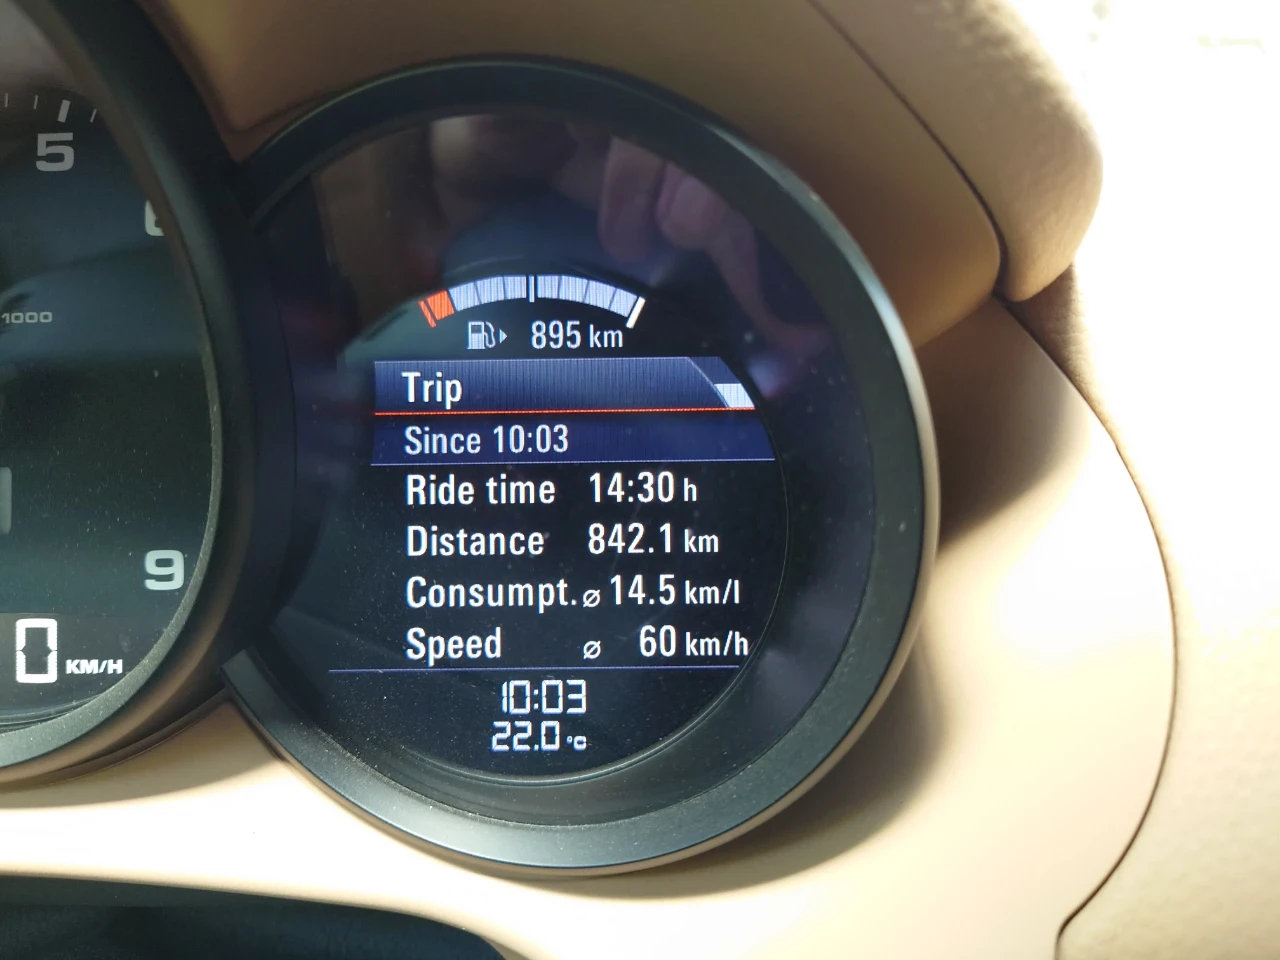 5
6
1000
9
0 KM/H
895 km
Trip
Since 10:03
Ride time 14:30 h
Distance 842.1 km
Consumpt. ⌀ 14.5 km/l
Speed ⌀ 60 km/h
10:03
22.0 °C